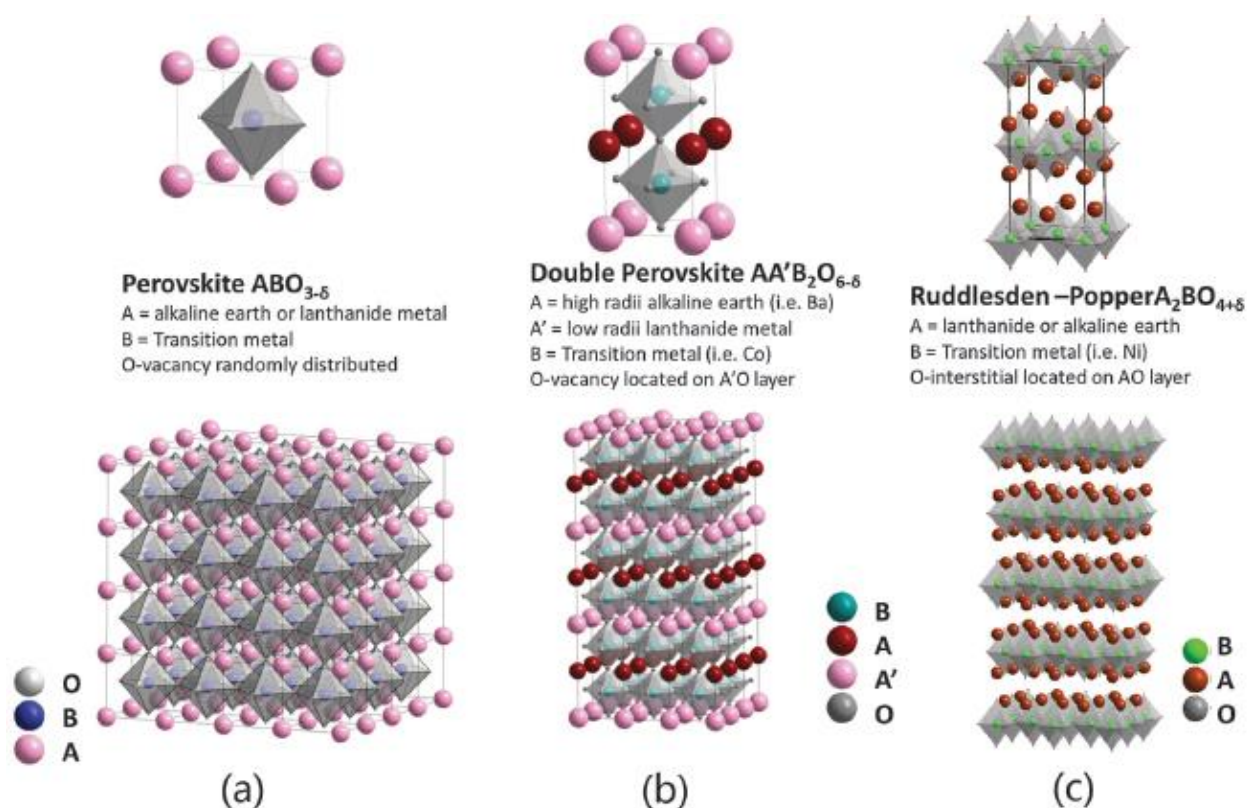 Perovskite ABO3-δ
A = alkaline earth or lanthanide metal
B = Transition metal
O-vacancy randomly distributed
Double Perovskite AA'B2O6-δ
A = high radii alkaline earth (i.e. Ba)
A' = low radii lanthanide metal
B = Transition metal (i.e. Co)
O-vacancy located on A'O layer
Ruddlesden –PopperA2BO4+δ
A = lanthanide or alkaline earth
B = Transition metal (i.e. Ni)
O-interstitial located on AO layer
O
B
A
B
A
A'
O
B
A
O
(a)
(b)
(c)